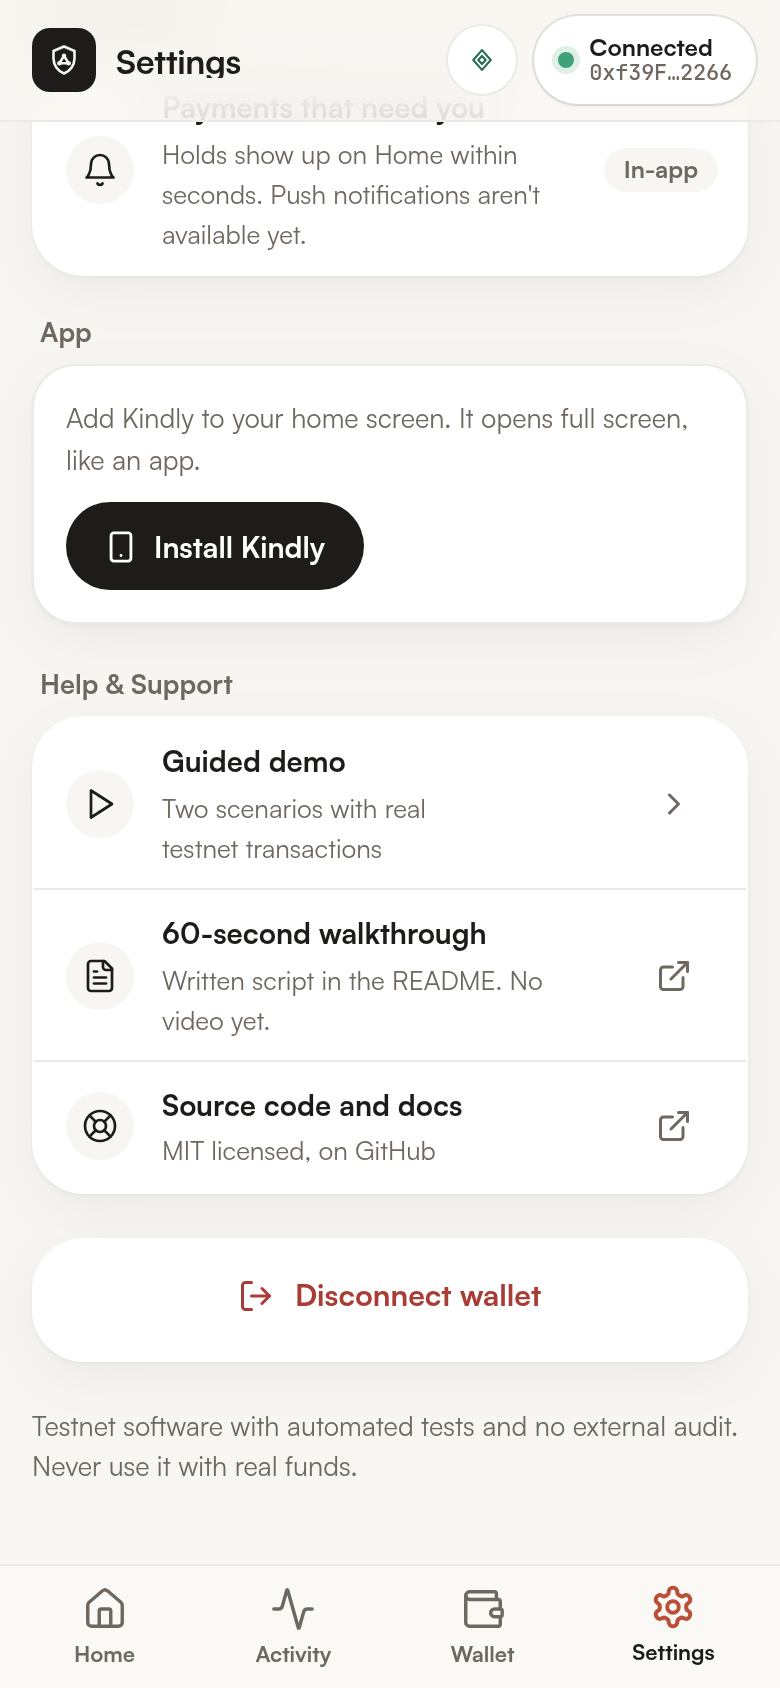 Settings
Connected
0xf39F…2266
Payments that need you
Holds show up on Home within
seconds. Push notifications aren't
available yet.
In-app
App
Add Kindly to your home screen. It opens full screen,
like an app.
Install Kindly
Help & Support
Guided demo
Two scenarios with real
testnet transactions
60-second walkthrough
Written script in the README. No
video yet.
Source code and docs
MIT licensed, on GitHub
Disconnect wallet
Testnet software with automated tests and no external audit.
Never use it with real funds.
Home
Activity
Wallet
Settings